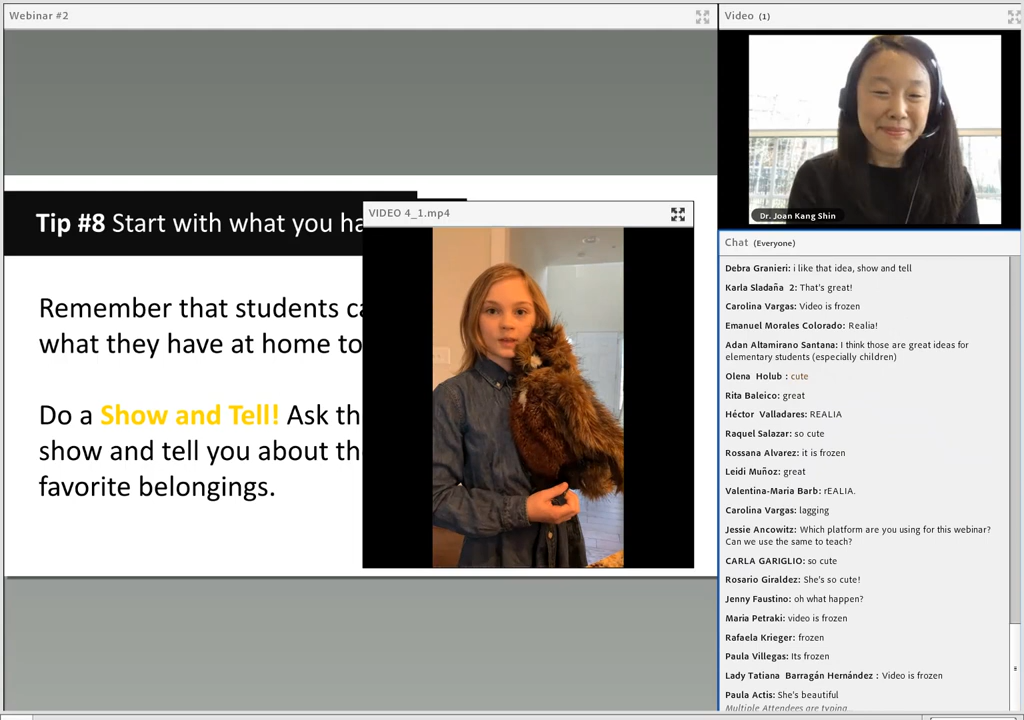 Webinar #2
Tip #8 Start with what you ha
Remember that students ca
what they have at home to
Do a Show and Tell! Ask th
show and tell you about th
favorite belongings.
VIDEO 4_1.mp4
Video (1)
Dr. Joan Kang Shin
Chat (Everyone)
Debra Granieri: i like that idea, show and tell
Karla Sladaña 2: That's great!
Carolina Vargas: Video is frozen
Emanuel Morales Colorado: Realia!
Adan Altamirano Santana: I think those are great ideas for
elementary students (especially children)
Olena Holub : cute
Rita Baleico: great
Héctor Valladares: REALIA
Raquel Salazar: so cute
Rossana Alvarez: it is frozen
Leidi Muñoz: great
Valentina-Maria Barb: rEALIA.
Carolina Vargas: lagging
Jessie Ancowitz: Which platform are you using for this webinar?
Can we use the same to teach?
CARLA GARIGLIO: so cute
Rosario Giraldez: She's so cute!
Jenny Faustino: oh what happen?
Maria Petraki: video is frozen
Rafaela Krieger: frozen
Paula Villegas: Its frozen
Lady Tatiana Barragán Hernández : Video is frozen
Paula Actis: She's beautiful
Multiple Attendees are typing